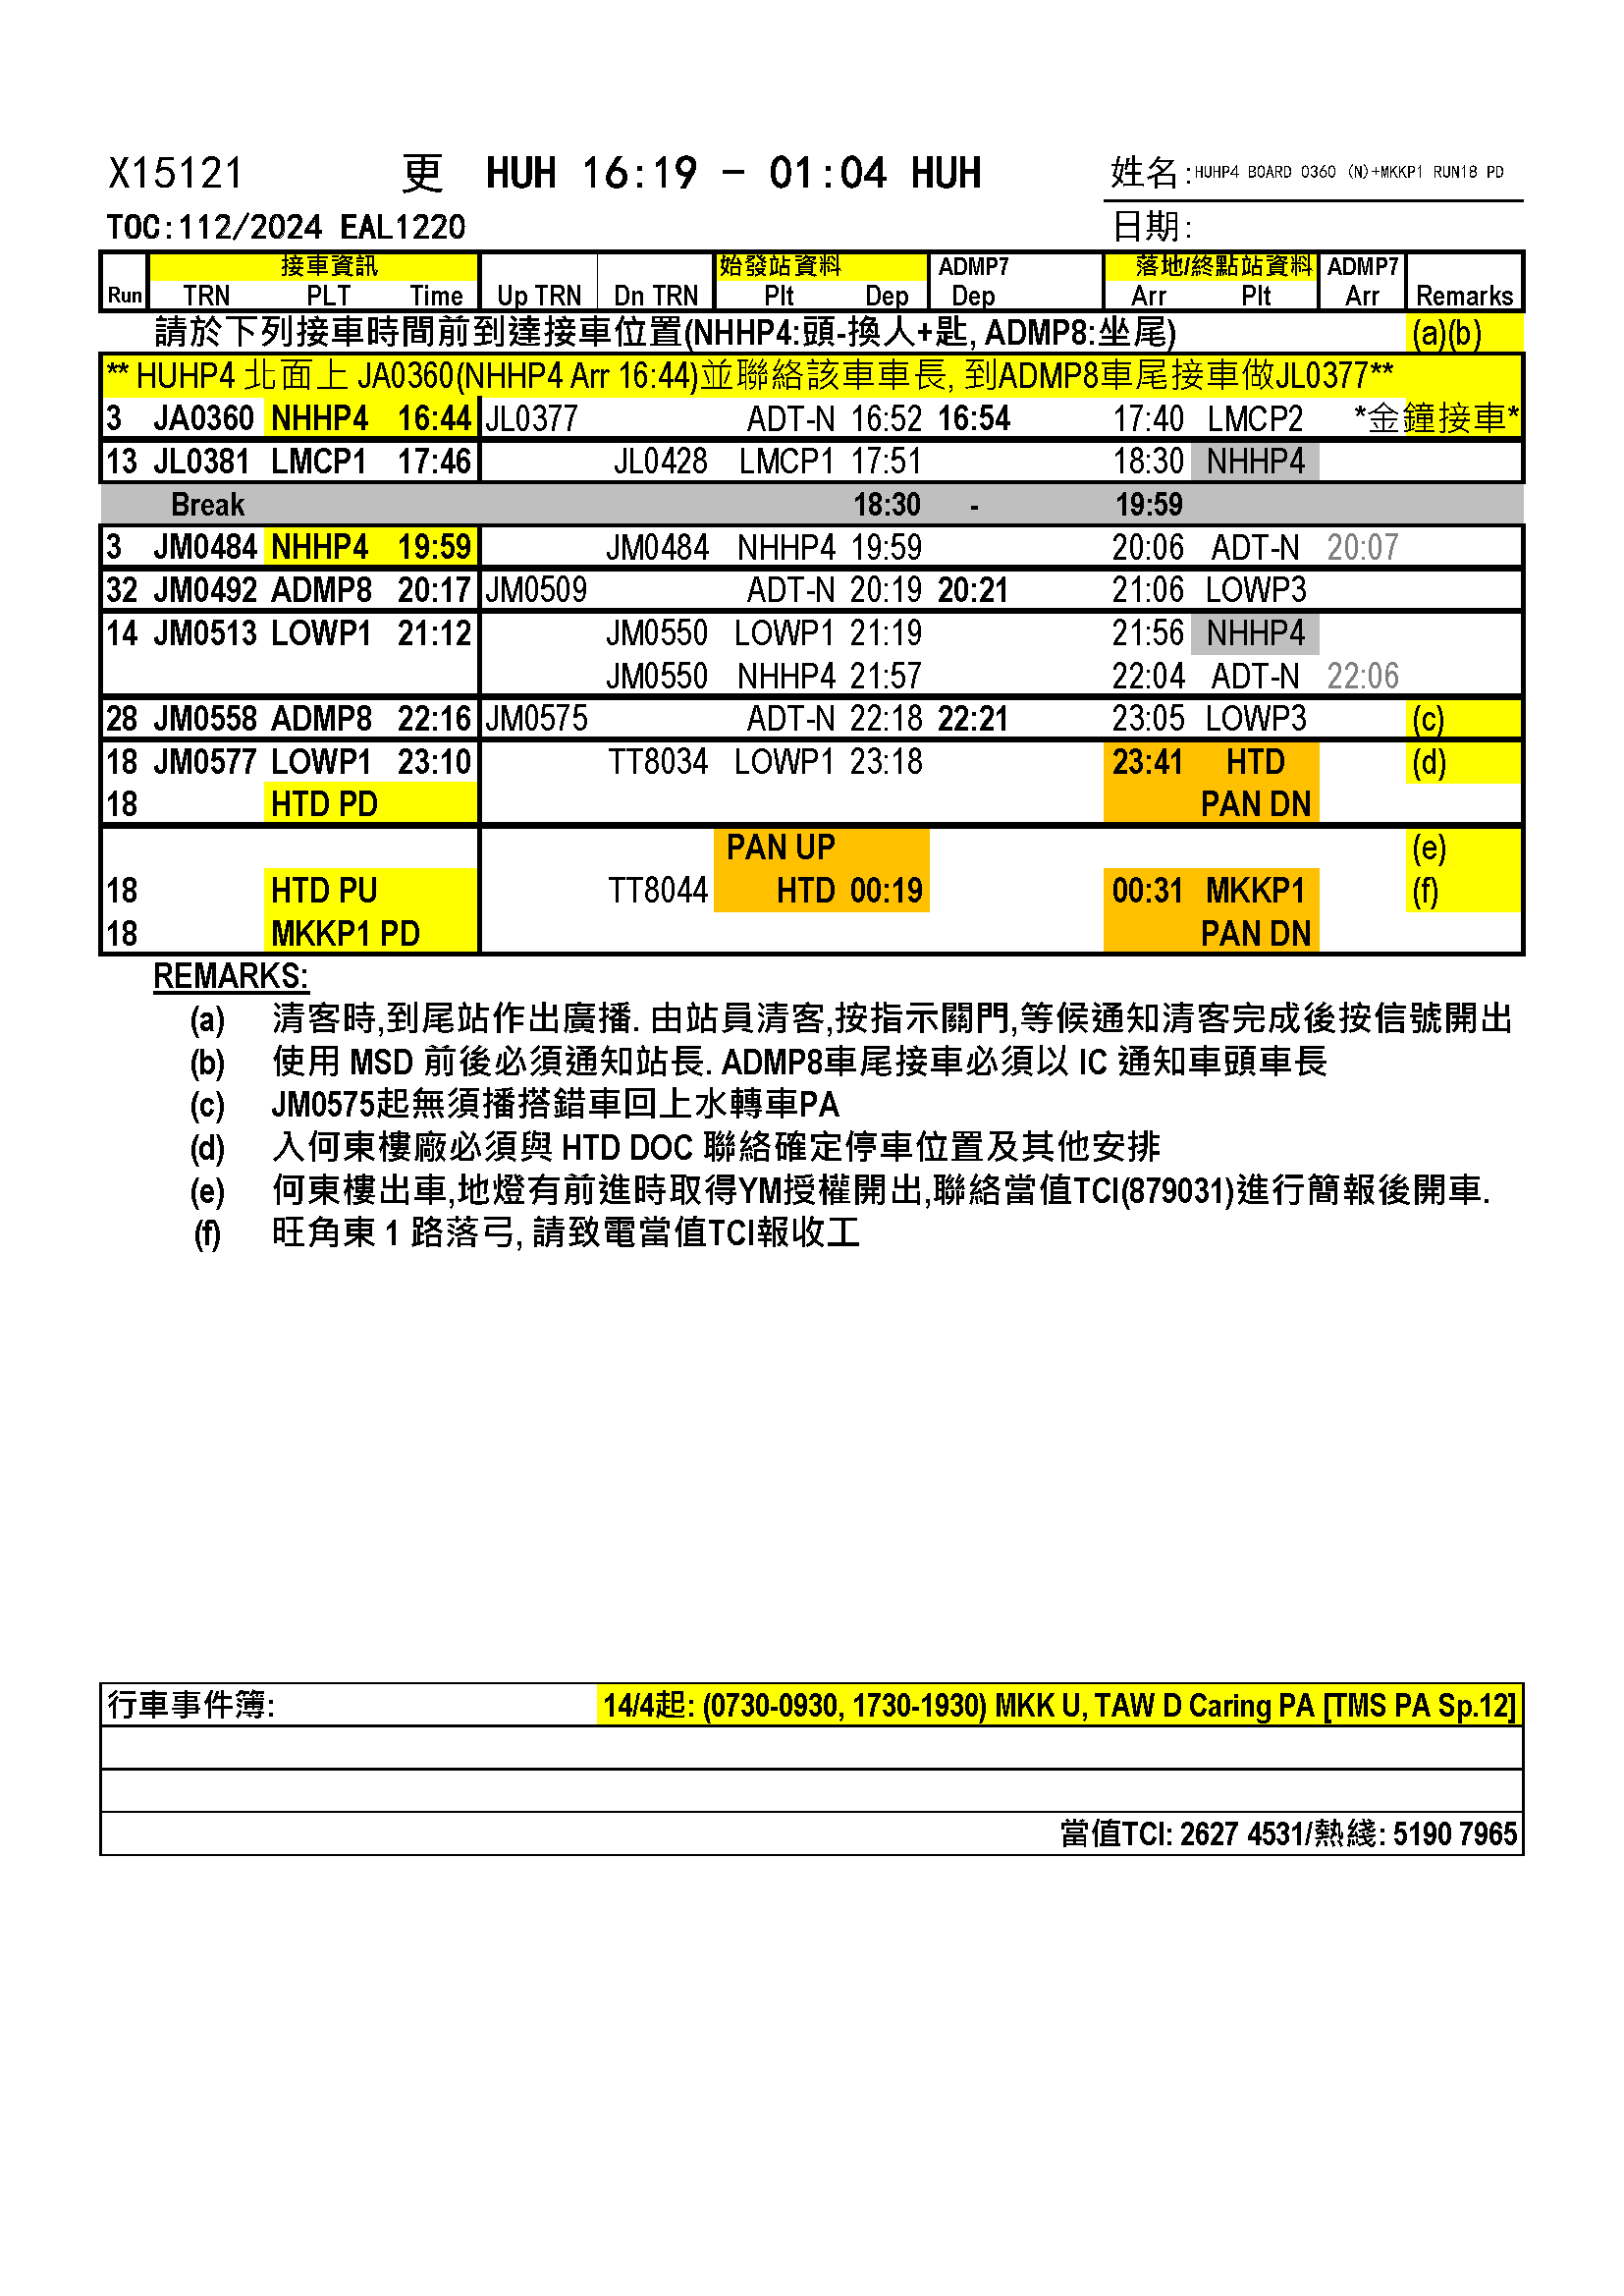 X15121 更 HUH 16:19 - 01:04 HUH 姓名:HUHP4 BOARD 0360 (N)+MKKP1 RUN18 PD
TOC:112/2024 EAL1220 日期:
接車資訊 始發站資料 ADMP7 落地/終點站資料 ADMP7
Run TRN PLT Time Up TRN Dn TRN Plt Dep Dep Arr Plt Arr Remarks
請於下列接車時間前到達接車位置(NHHP4:頭-換人+匙, ADMP8:坐尾) (a)(b)
** HUHP4 北面上 JA0360(NHHP4 Arr 16:44)並聯絡該車車長, 到ADMP8車尾接車做JL0377**
3 JA0360 NHHP4 16:44 JL0377 ADT-N 16:52 16:54 17:40 LMCP2 *金鐘接車*
13 JL0381 LMCP1 17:46 JL0428 LMCP1 17:51 18:30 NHHP4
Break 18:30 - 19:59
3 JM0484 NHHP4 19:59 JM0484 NHHP4 19:59 20:06 ADT-N 20:07
32 JM0492 ADMP8 20:17 JM0509 ADT-N 20:19 20:21 21:06 LOWP3
14 JM0513 LOWP1 21:12 JM0550 LOWP1 21:19 21:56 NHHP4
JM0550 NHHP4 21:57 22:04 ADT-N 22:06
28 JM0558 ADMP8 22:16 JM0575 ADT-N 22:18 22:21 23:05 LOWP3 (c)
18 JM0577 LOWP1 23:10 TT8034 LOWP1 23:18 23:41 HTD (d)
18 HTD PD PAN DN
PAN UP (e)
18 HTD PU TT8044 HTD 00:19 00:31 MKKP1 (f)
18 MKKP1 PD PAN DN
REMARKS:
(a) 清客時,到尾站作出廣播. 由站員清客,按指示關門,等候通知清客完成後按信號開出
(b) 使用 MSD 前後必須通知站長. ADMP8車尾接車必須以 IC 通知車頭車長
(c) JM0575起無須播搭錯車回上水轉車PA
(d) 入何東樓廠必須與 HTD DOC 聯絡確定停車位置及其他安排
(e) 何東樓出車,地燈有前進時取得YM授權開出,聯絡當值TCI(879031)進行簡報後開車.
(f) 旺角東 1 路落弓, 請致電當值TCI報收工
行車事件簿: 14/4起: (0730-0930, 1730-1930) MKK U, TAW D Caring PA [TMS PA Sp.12]
當值TCI: 2627 4531/熱綫: 5190 7965